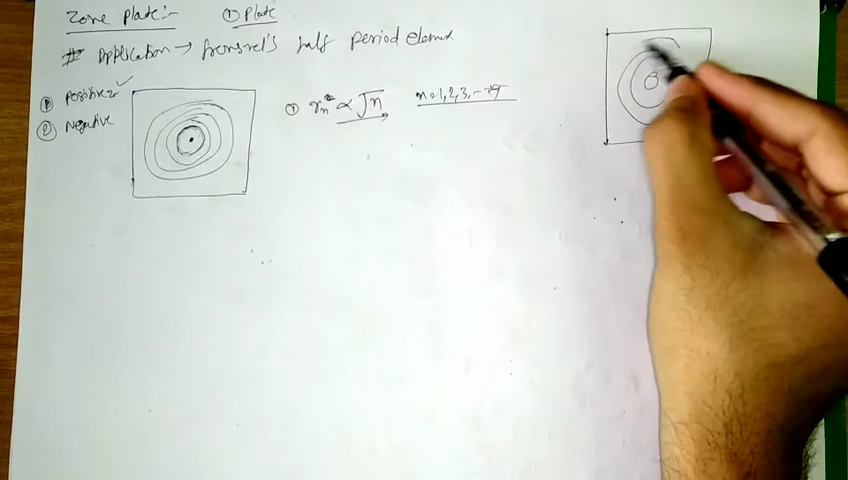 Zone Plate:- ① Plate
# Application → fresnel's half period element
① Positive ✓
② Negative
① rn ∝ √n n=1,2,3,--